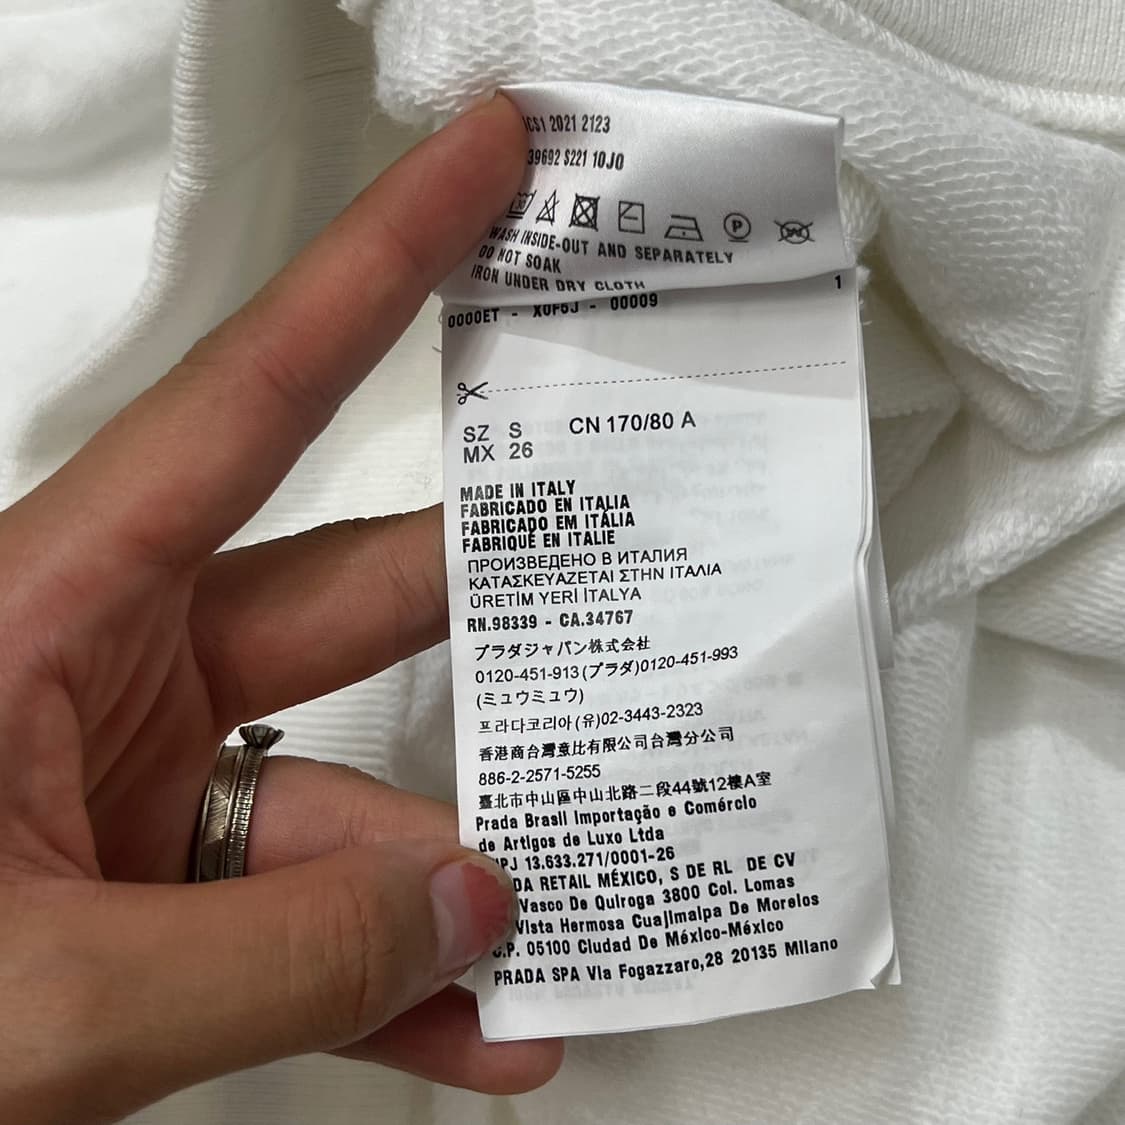 2021 2123
39692 S221 10J0
WASH INSIDE-OUT AND SEPARATELY
DO NOT SOAK
IRON UNDER DRY CLOTH
0000ET - X0F6J - 00009
1
SZ S CN 170/80 A
MX 26
MADE IN ITALY
FABRICADO EN ITALIA
FABRICADO EM ITÁLIA
FABRIQUÉ EN ITALIE
ПРОИЗВЕДЕНО В ИТАЛИЯ
ΚΑΤΑΣΚΕΥΑΖΕΤΑΙ ΣΤΗΝ ΙΤΑΛΙΑ
ÜRETİM YERİ İTALYA
RN.98339 - CA.34767
プラダジャパン株式会社
0120-451-913(プラダ)0120-451-993
(ミュウミュウ)
프라다코리아(유)02-3443-2323
香港商台灣意比有限公司台灣分公司
886-2-2571-5255
臺北市中山區中山北路二段44號12樓A室
Prada Brasil Importação e Comércio
de Artigos de Luxo Ltda
13.633.271/0001-26
RETAIL MÉXICO, S DE RL DE CV
Vasco De Quiroga 3800 Col. Lomas
Vista Hermosa Cuajimalpa De Morelos
C.P. 05100 Ciudad De México-México
PRADA SPA Via Fogazzaro,28 20135 Milano